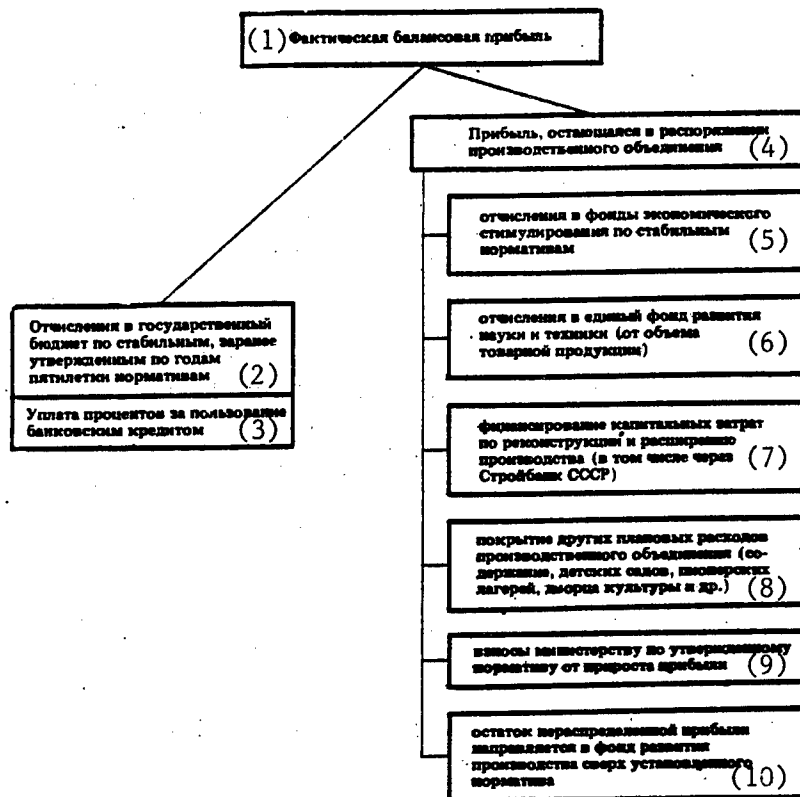 (1) Фактическая балансовая прибыль
Прибыль, остающаяся в распоряжении
производственного объединения (4)
отчисления в фонды экономического
стимулирования по стабильным
нормативам (5)
Отчисления в государственный
бюджет по стабильным, заранее
утвержденным по годам
пятилетки нормативам (2)
Уплата процентов за пользование
банковским кредитом (3)
отчисления в единый фонд развития
науки и техники (от объема
товарной продукции) (6)
финансирование капитальных затрат
по реконструкции и расширению
производства (в том числе через
Стройбанк СССР) (7)
покрытие других плановых расходов
производственного объединения (со-
держание, детских садов, пионерских
лагерей, дворца культуры и др.) (8)
взносы министерству по утвержденному
нормативу от прироста прибыли (9)
остаток нераспределенной прибыли
направляется в фонд развития
производства сверх установленного
норматива (10)